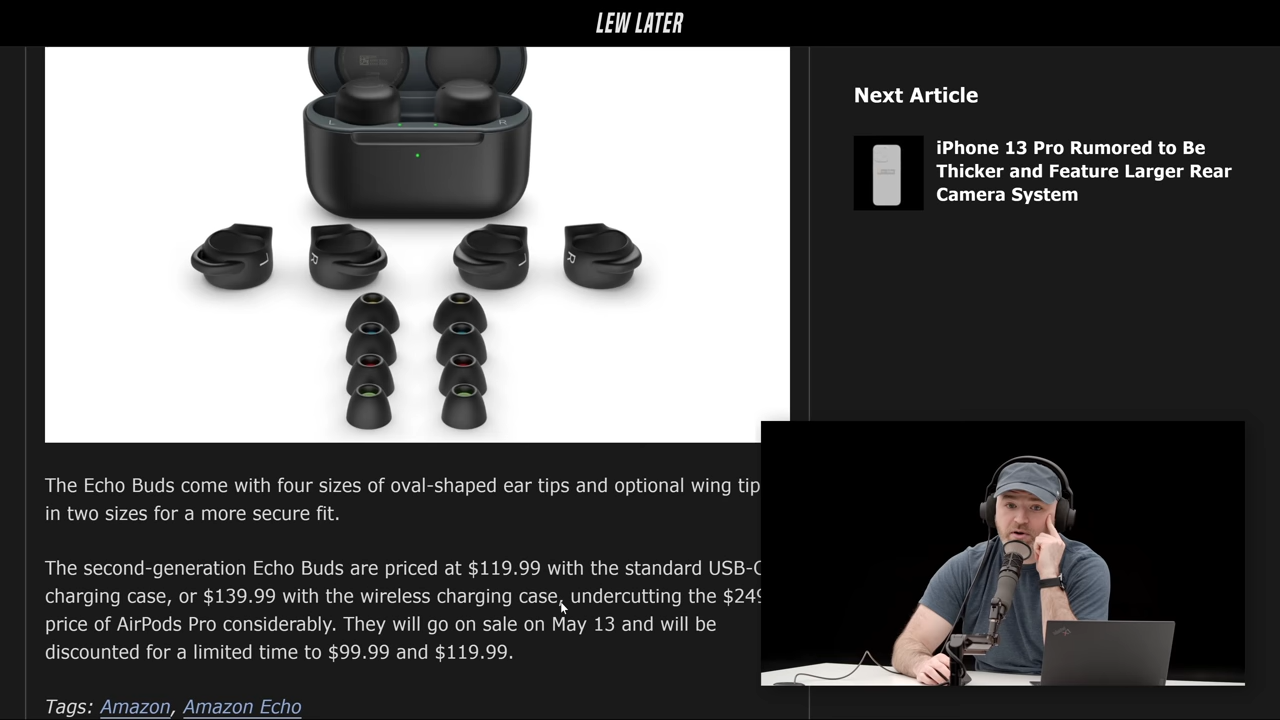 LEW LATER
Next Article
iPhone 13 Pro Rumored to Be
Thicker and Feature Larger Rear
Camera System
L
R
L
R
L
R
The Echo Buds come with four sizes of oval-shaped ear tips and optional wing tip
in two sizes for a more secure fit.
The second-generation Echo Buds are priced at $119.99 with the standard USB-C
charging case, or $139.99 with the wireless charging case, undercutting the $249
price of AirPods Pro considerably. They will go on sale on May 13 and will be
discounted for a limited time to $99.99 and $119.99.
Tags: Amazon, Amazon Echo